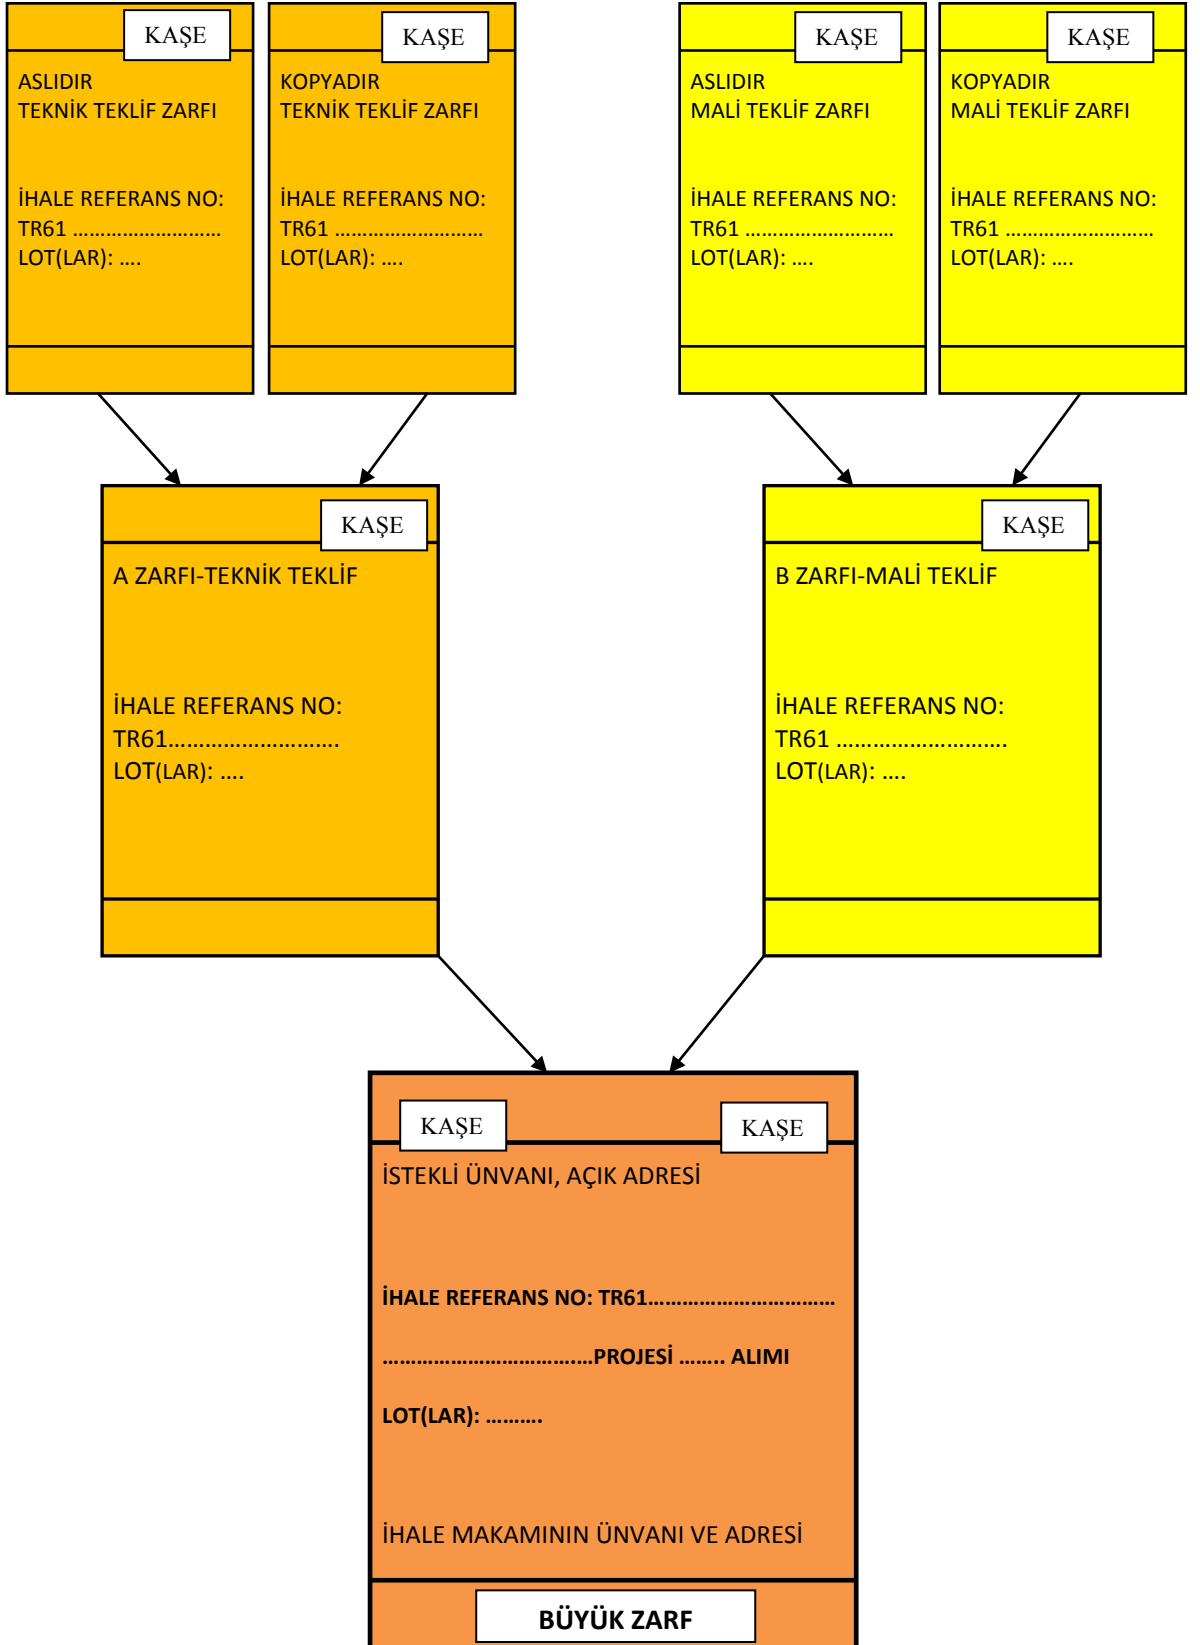 KAŞE
ASLIDIR
TEKNİK TEKLİF ZARFI
İHALE REFERANS NO:
TR61 ………………………
LOT(LAR): ….
KAŞE
KOPYADIR
TEKNİK TEKLİF ZARFI
İHALE REFERANS NO:
TR61 ………………………
LOT(LAR): ….
KAŞE
ASLIDIR
MALİ TEKLİF ZARFI
İHALE REFERANS NO:
TR61 ………………………
LOT(LAR): ….
KAŞE
KOPYADIR
MALİ TEKLİF ZARFI
İHALE REFERANS NO:
TR61 ………………………
LOT(LAR): ….
KAŞE
A ZARFI-TEKNİK TEKLİF
İHALE REFERANS NO:
TR61……………………….
LOT(LAR): ….
KAŞE
B ZARFI-MALİ TEKLİF
İHALE REFERANS NO:
TR61 ……………………….
LOT(LAR): ….
KAŞE KAŞE
İSTEKLİ ÜNVANI, AÇIK ADRESİ
İHALE REFERANS NO: TR61……………………………
………………………………….…PROJESİ …….. ALIMI
LOT(LAR): ……….
İHALE MAKAMININ ÜNVANI VE ADRESİ
BÜYÜK ZARF